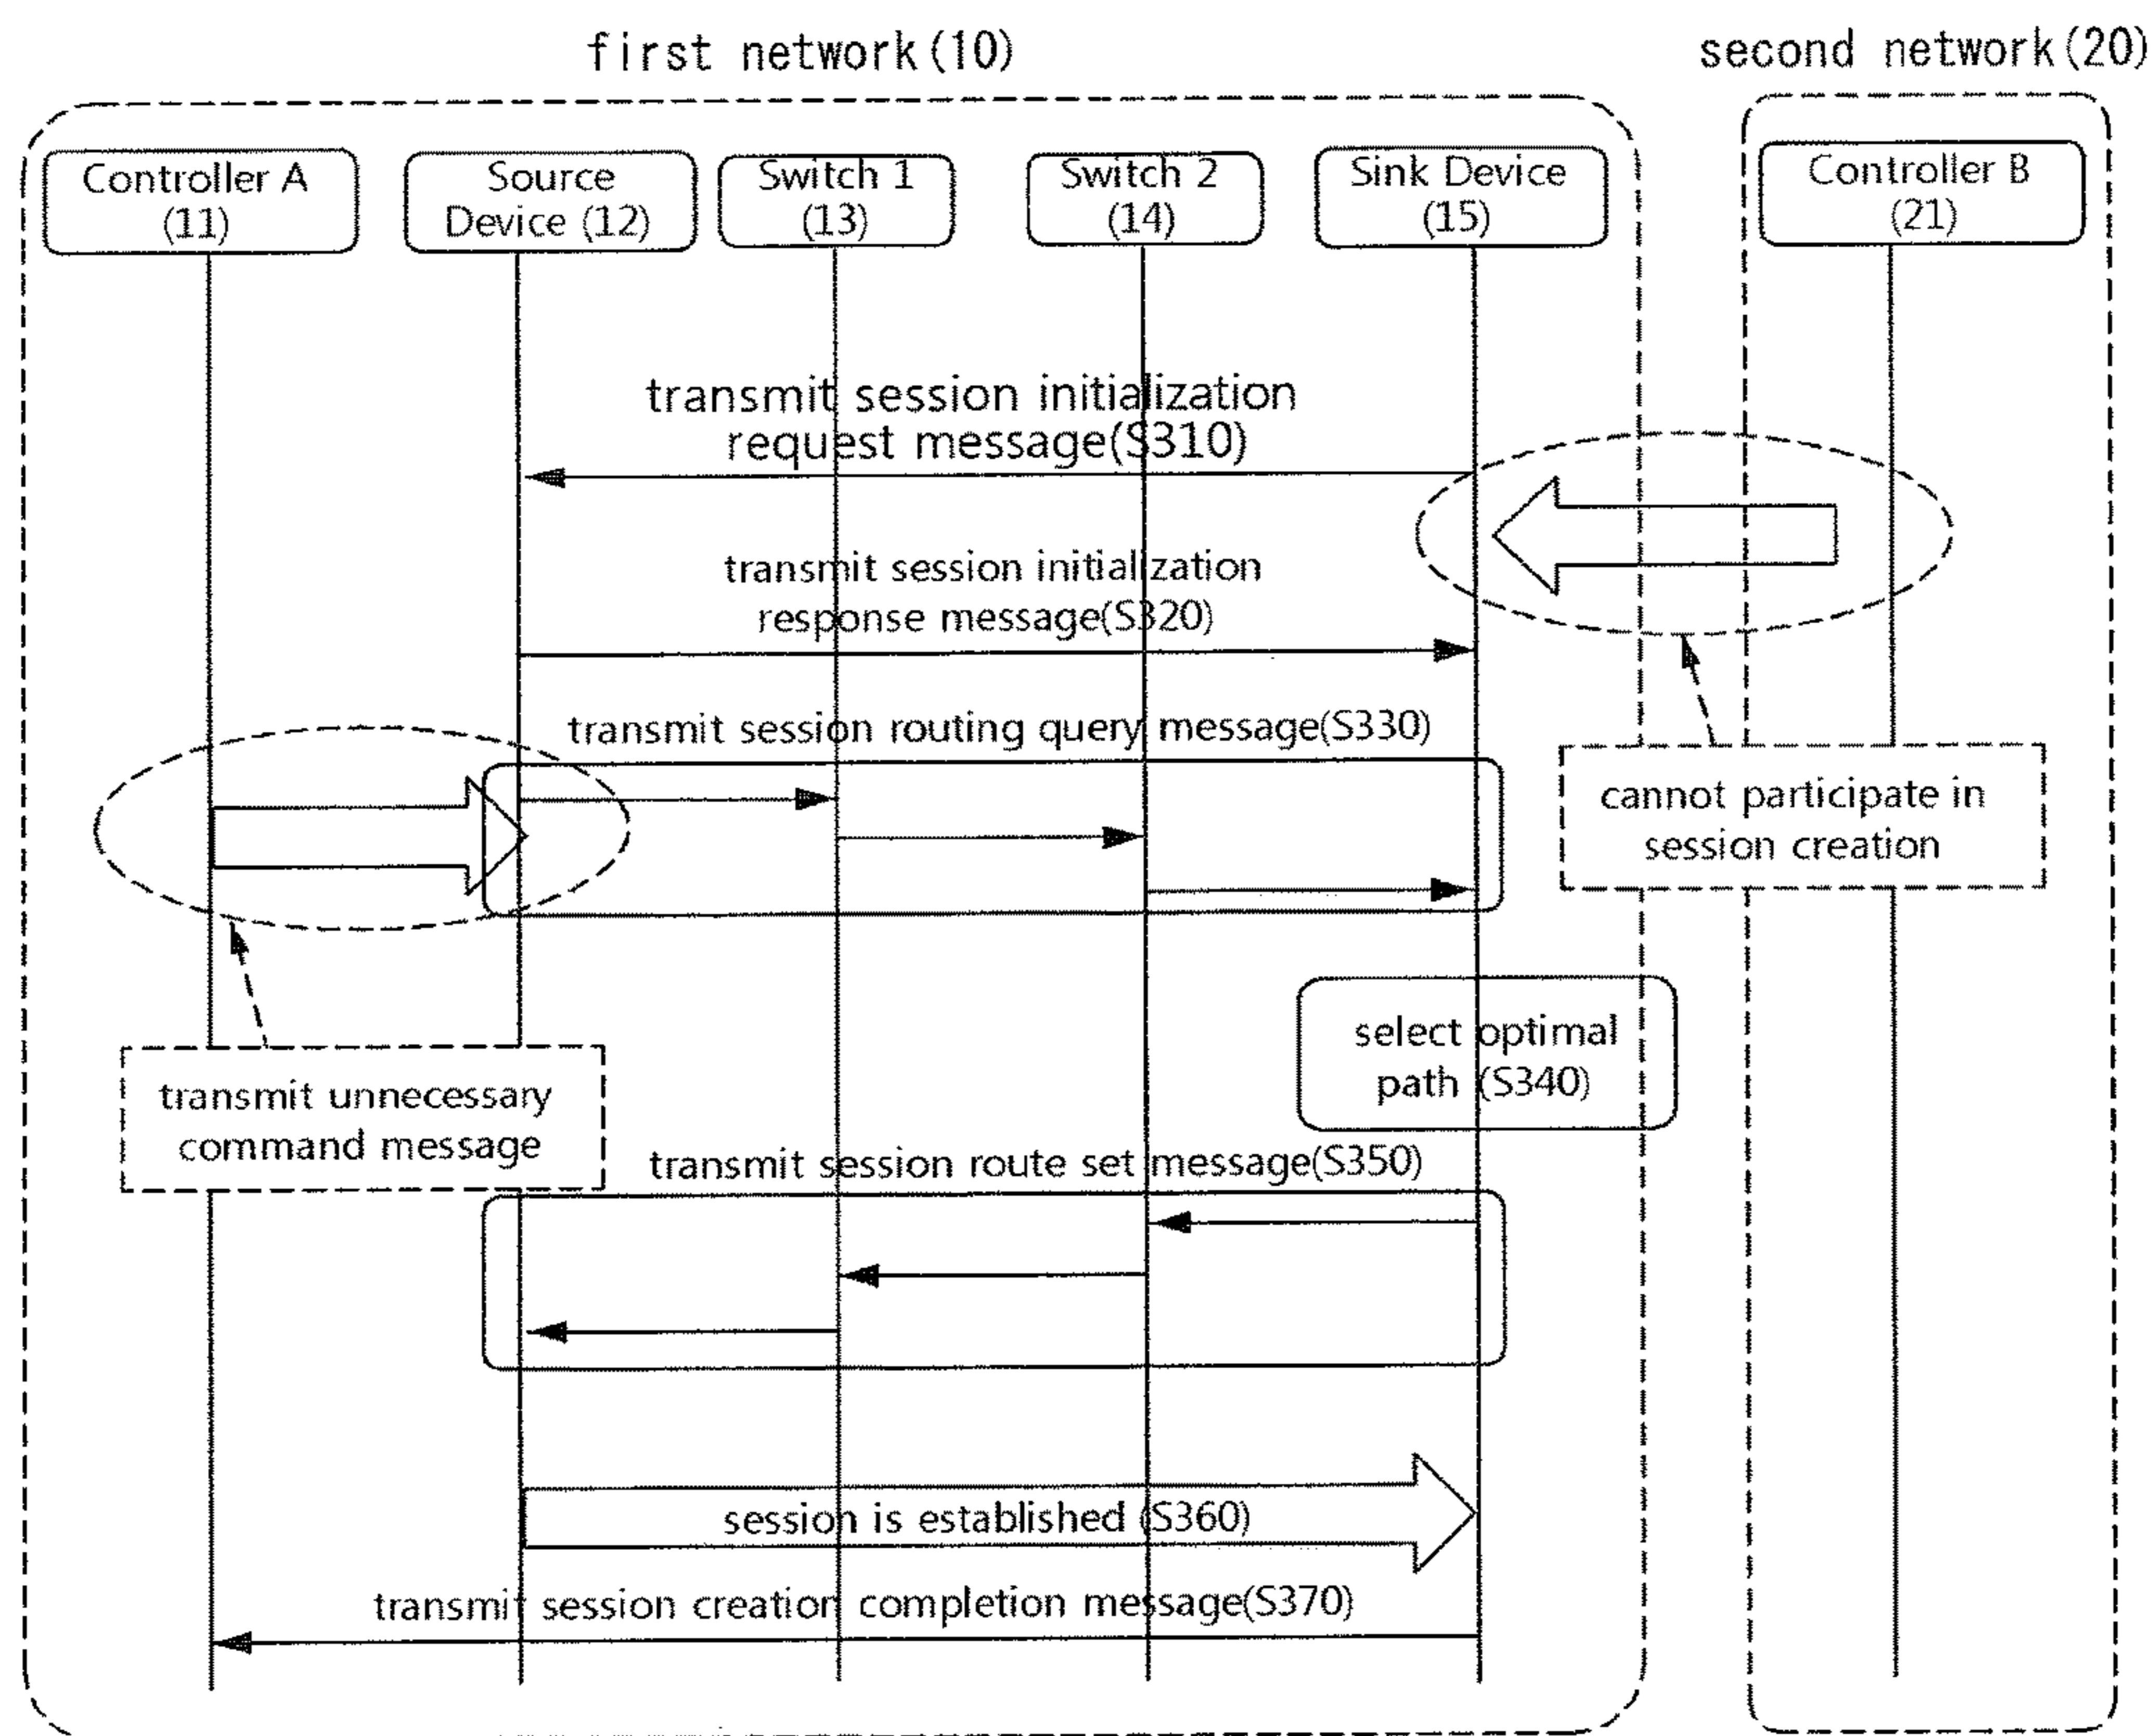 first network(10)
second network(20)
Controller A
(11)
Source
Device (12)
Switch 1
(13)
Switch 2
(14)
Sink Device
(15)
Controller B
(21)
transmit session initialization
request message(S310)
transmit session initialization
response message(S320)
transmit session routing query message(S330)
cannot participate in
session creation
select optimal
path (S340)
transmit unnecessary
command message
transmit session route set message(S350)
session is established (S360)
transmit session creation completion message(S370)